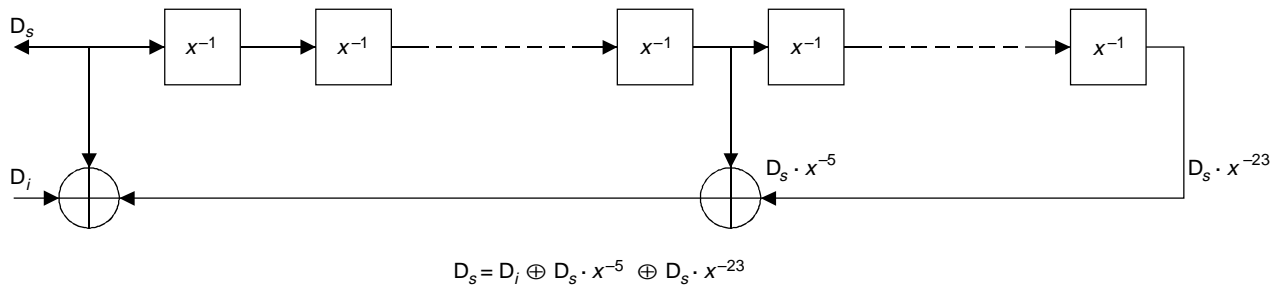 Dₛ
x⁻¹ x⁻¹ x⁻¹ x⁻¹ x⁻¹
Dᵢ
Dₛ · x⁻⁵
Dₛ · x⁻²³
Dₛ = Dᵢ ⊕ Dₛ · x⁻⁵ ⊕ Dₛ · x⁻²³